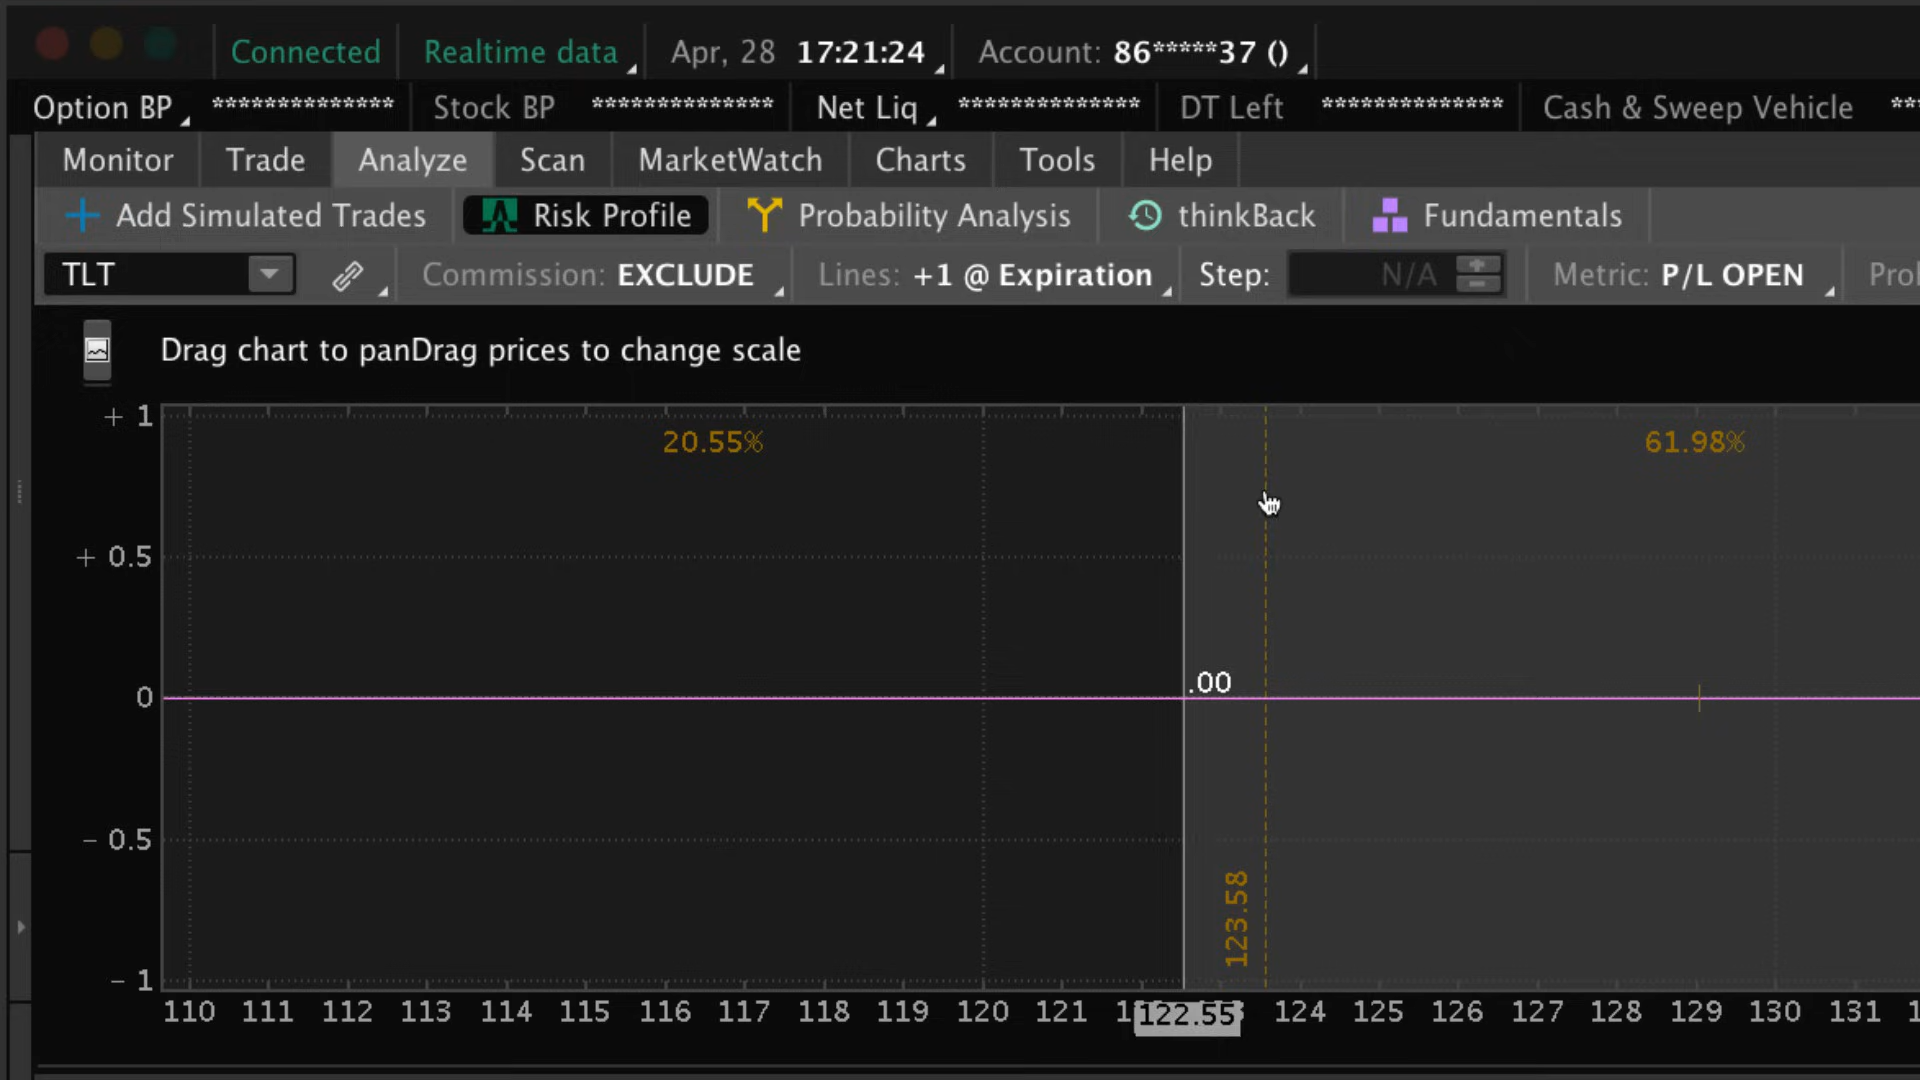 Connected Realtime data Apr, 28 17:21:24 Account: 86*****37 ()
Option BP ************** Stock BP ************** Net Liq ************** DT Left ************** Cash & Sweep Vehicle **
Monitor Trade Analyze Scan MarketWatch Charts Tools Help
Add Simulated Trades Risk Profile Probability Analysis thinkBack Fundamentals
TLT Commission: EXCLUDE Lines: +1 @ Expiration Step: N/A Metric: P/L OPEN
Drag chart to panDrag prices to change scale
+ 1
20.55% 61.98%
+ 0.5
.00
0
- 0.5
123.58
- 1
110 111 112 113 114 115 116 117 118 119 120 121 122.55 124 125 126 127 128 129 130 131